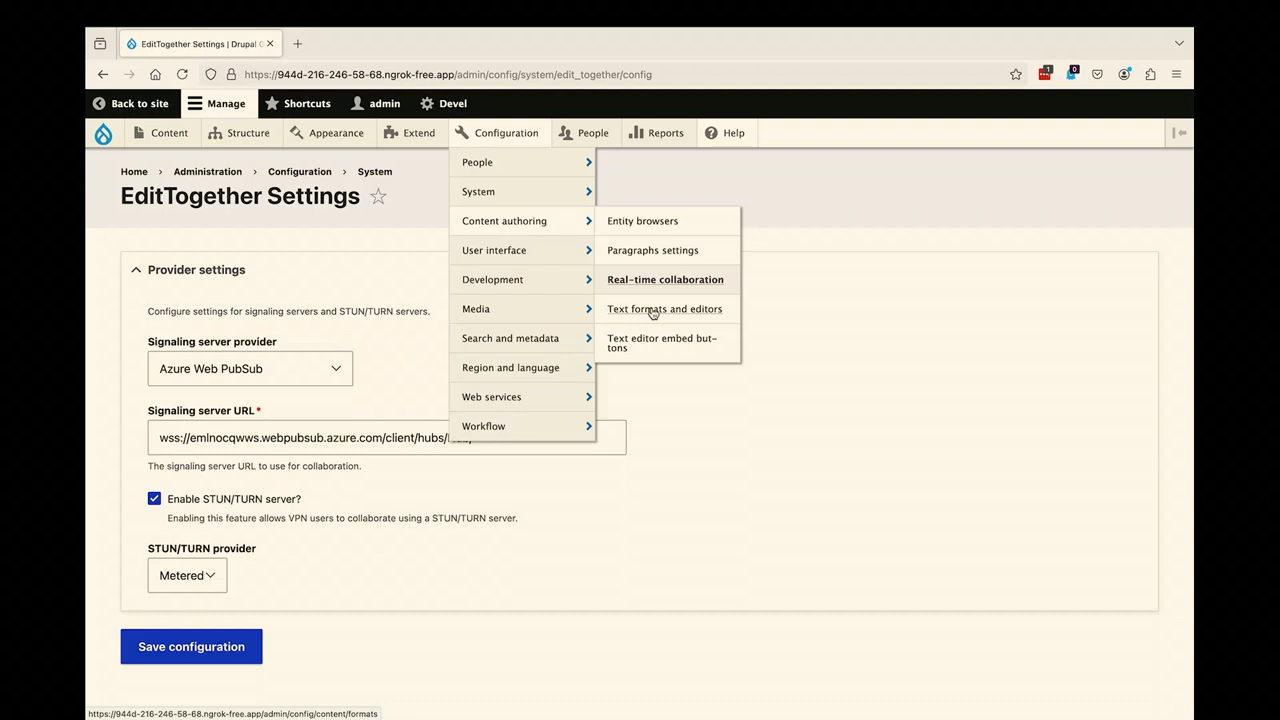 EditTogether Settings | Drupal
https://944d-216-246-58-68.ngrok-free.app/admin/config/system/edit_together/config
1
0
Back to site
Manage
Shortcuts
admin
Devel
Content
Structure
Appearance
Extend
Configuration
People
Reports
Help
People
System
Content authoring
User interface
Development
Media
Search and metadata
Region and language
Web services
Workflow
Entity browsers
Paragraphs settings
Real-time collaboration
Text formats and editors
Text editor embed but-
tons
Home > Administration > Configuration > System
EditTogether Settings
Provider settings
Configure settings for signaling servers and STUN/TURN servers.
Signaling server provider
Azure Web PubSub
Signaling server URL*
wss://emlnocqwws.webpubsub.azure.com/client/hubs/
The signaling server URL to use for collaboration.
Enable STUN/TURN server?
Enabling this feature allows VPN users to collaborate using a STUN/TURN server.
STUN/TURN provider
Metered
Save configuration
https://944d-216-246-58-68.ngrok-free.app/admin/config/content/formats